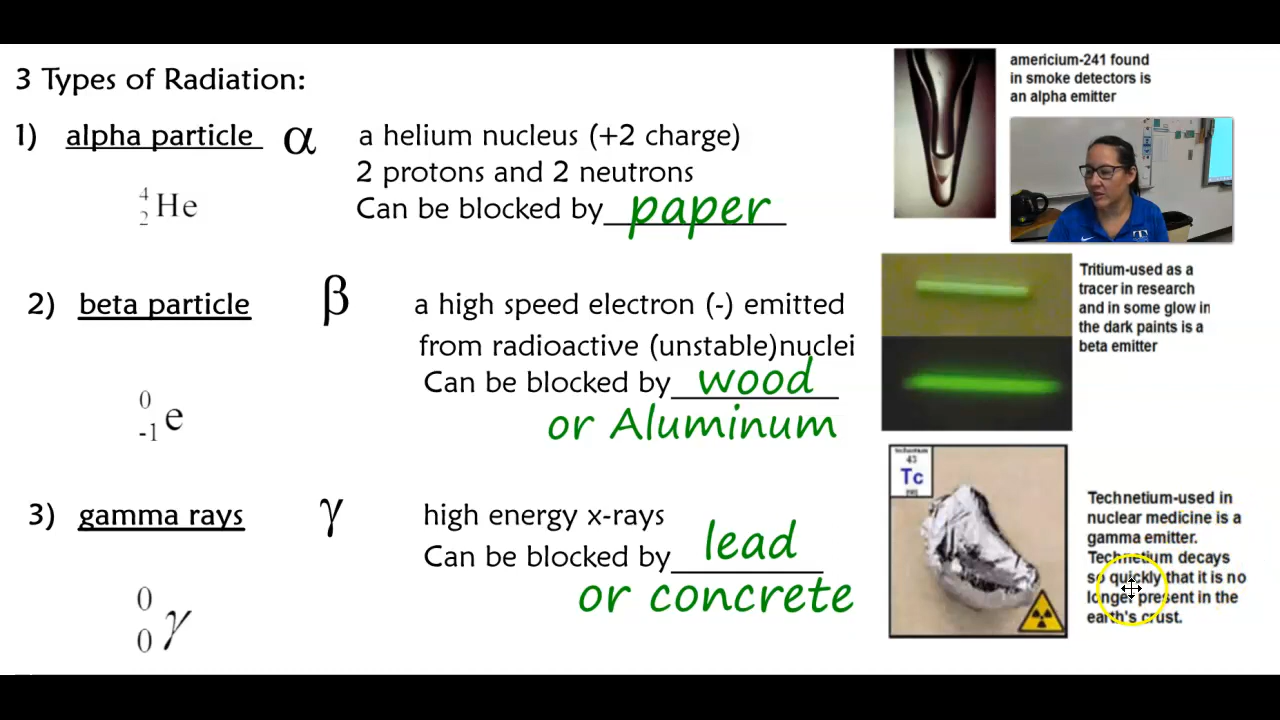 3 Types of Radiation:
1) alpha particle α a helium nucleus (+2 charge)
2 protons and 2 neutrons
4
2 He
Can be blocked by paper
americium-241 found
in smoke detectors is
an alpha emitter
2) beta particle β a high speed electron (-) emitted
from radioactive (unstable)nuclei
Can be blocked by wood
or Aluminum
0
-1 e
Tritium-used as a
tracer in research
and in some glow in
the dark paints is a
beta emitter
3) gamma rays γ high energy x-rays
Can be blocked by lead
or concrete
0
0 γ
43
Tc
Technetium-used in
nuclear medicine is a
gamma emitter.
Technetium decays
so quickly that it is no
longer present in the
earth's crust.